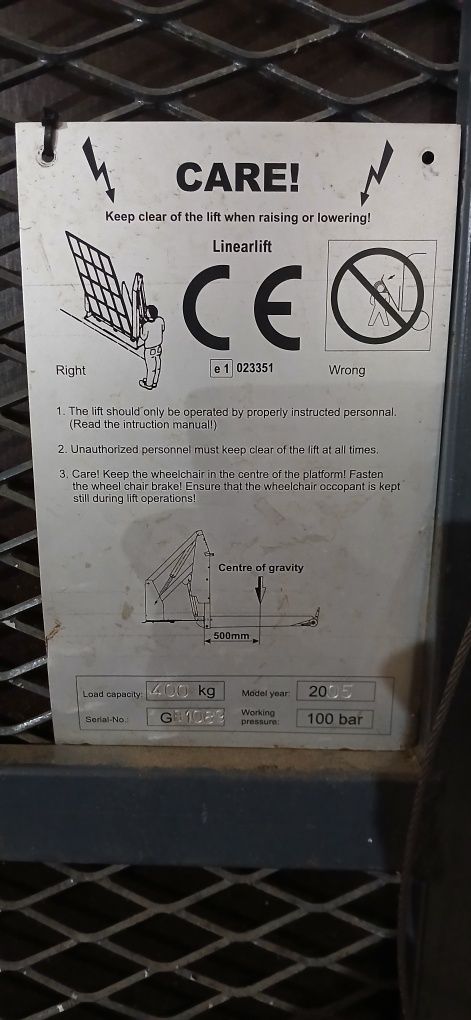 CARE!
Keep clear of the lift when raising or lowering!
Linearlift
CE
Right
e 1 023351
Wrong
1. The lift should only be operated by properly instructed personnal.
(Read the intruction manual!)
2. Unauthorized personnel must keep clear of the lift at all times.
3. Care! Keep the wheelchair in the centre of the platform! Fasten
the wheel chair brake! Ensure that the wheelchair occopant is kept
still during lift operations!
Centre of gravity
500mm
Load capacity: 400 kg Model year: 2005
Serial-No.: Working pressure: 100 bar